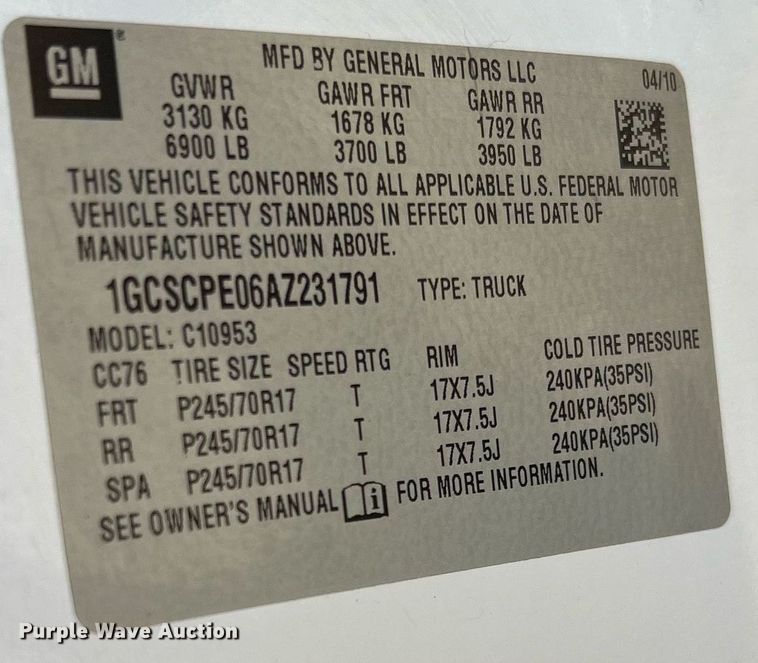 GM®
MFD BY GENERAL MOTORS LLC 04/10
GVWR GAWR FRT GAWR RR
3130 KG 1678 KG 1792 KG
6900 LB 3700 LB 3950 LB
THIS VEHICLE CONFORMS TO ALL APPLICABLE U.S. FEDERAL MOTOR
VEHICLE SAFETY STANDARDS IN EFFECT ON THE DATE OF
MANUFACTURE SHOWN ABOVE.
1GCSCPE06AZ231791 TYPE: TRUCK
MODEL: C10953
CC76 TIRE SIZE SPEED RTG RIM COLD TIRE PRESSURE
FRT P245/70R17 T 17X7.5J 240KPA(35PSI)
RR P245/70R17 T 17X7.5J 240KPA(35PSI)
SPA P245/70R17 T 17X7.5J 240KPA(35PSI)
SEE OWNER'S MANUAL i FOR MORE INFORMATION.
Purple Wave Auction